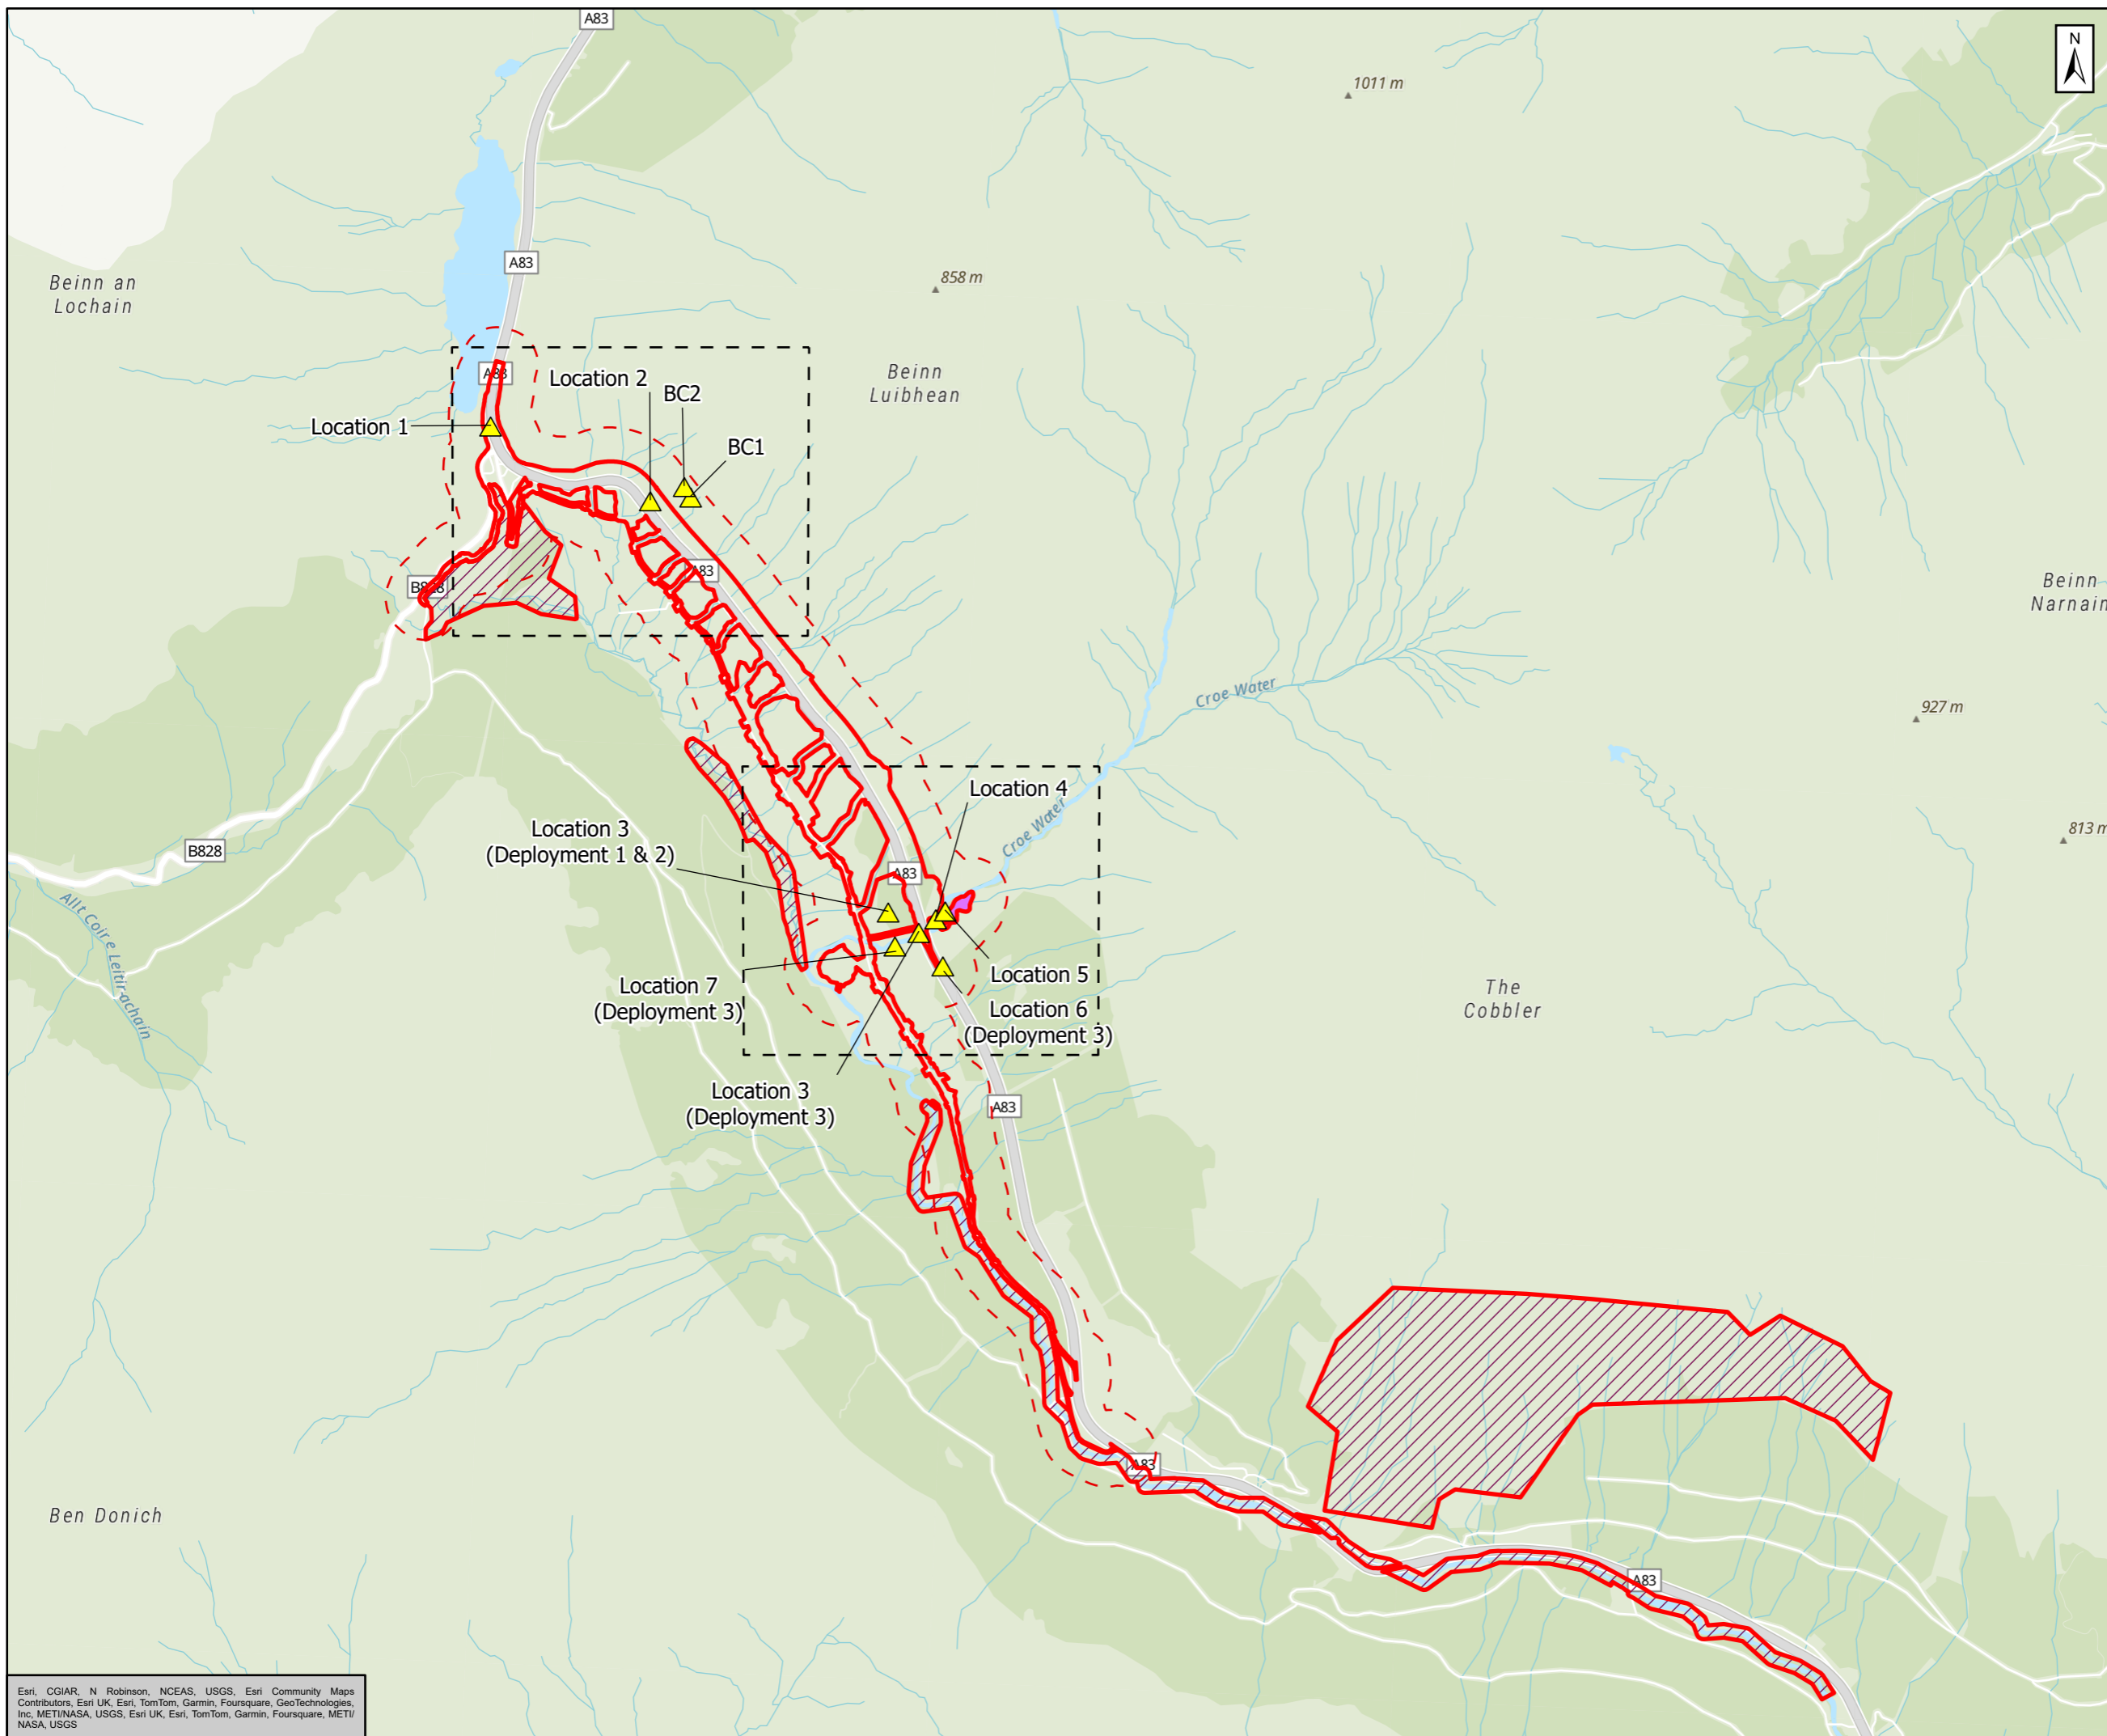 A83
N
1011 m
A83
858 m
Beinn an
Lochain
Beinn
Luibhean
A83
Location 2
BC2
Location 1
BC1
A83
B828
Beinn
Narnain
Croe Water
927 m
Location 4
Croe Water
813 m
Location 3
(Deployment 1 & 2)
B828
A83
Allt Coire Leitir achain
Location 5
Location 7
(Deployment 3)
Location 6
(Deployment 3)
The
Cobbler
Location 3
(Deployment 3)
A83
A83
Ben Donich
A83
Esri, CGIAR, N Robinson, NCEAS, USGS, Esri Community Maps
Contributors, Esri UK, Esri, TomTom, Garmin, Foursquare, GeoTechnologies,
Inc, METI/NASA, USGS, Esri UK, Esri, TomTom, Garmin, Foursquare, METI/
NASA, USGS